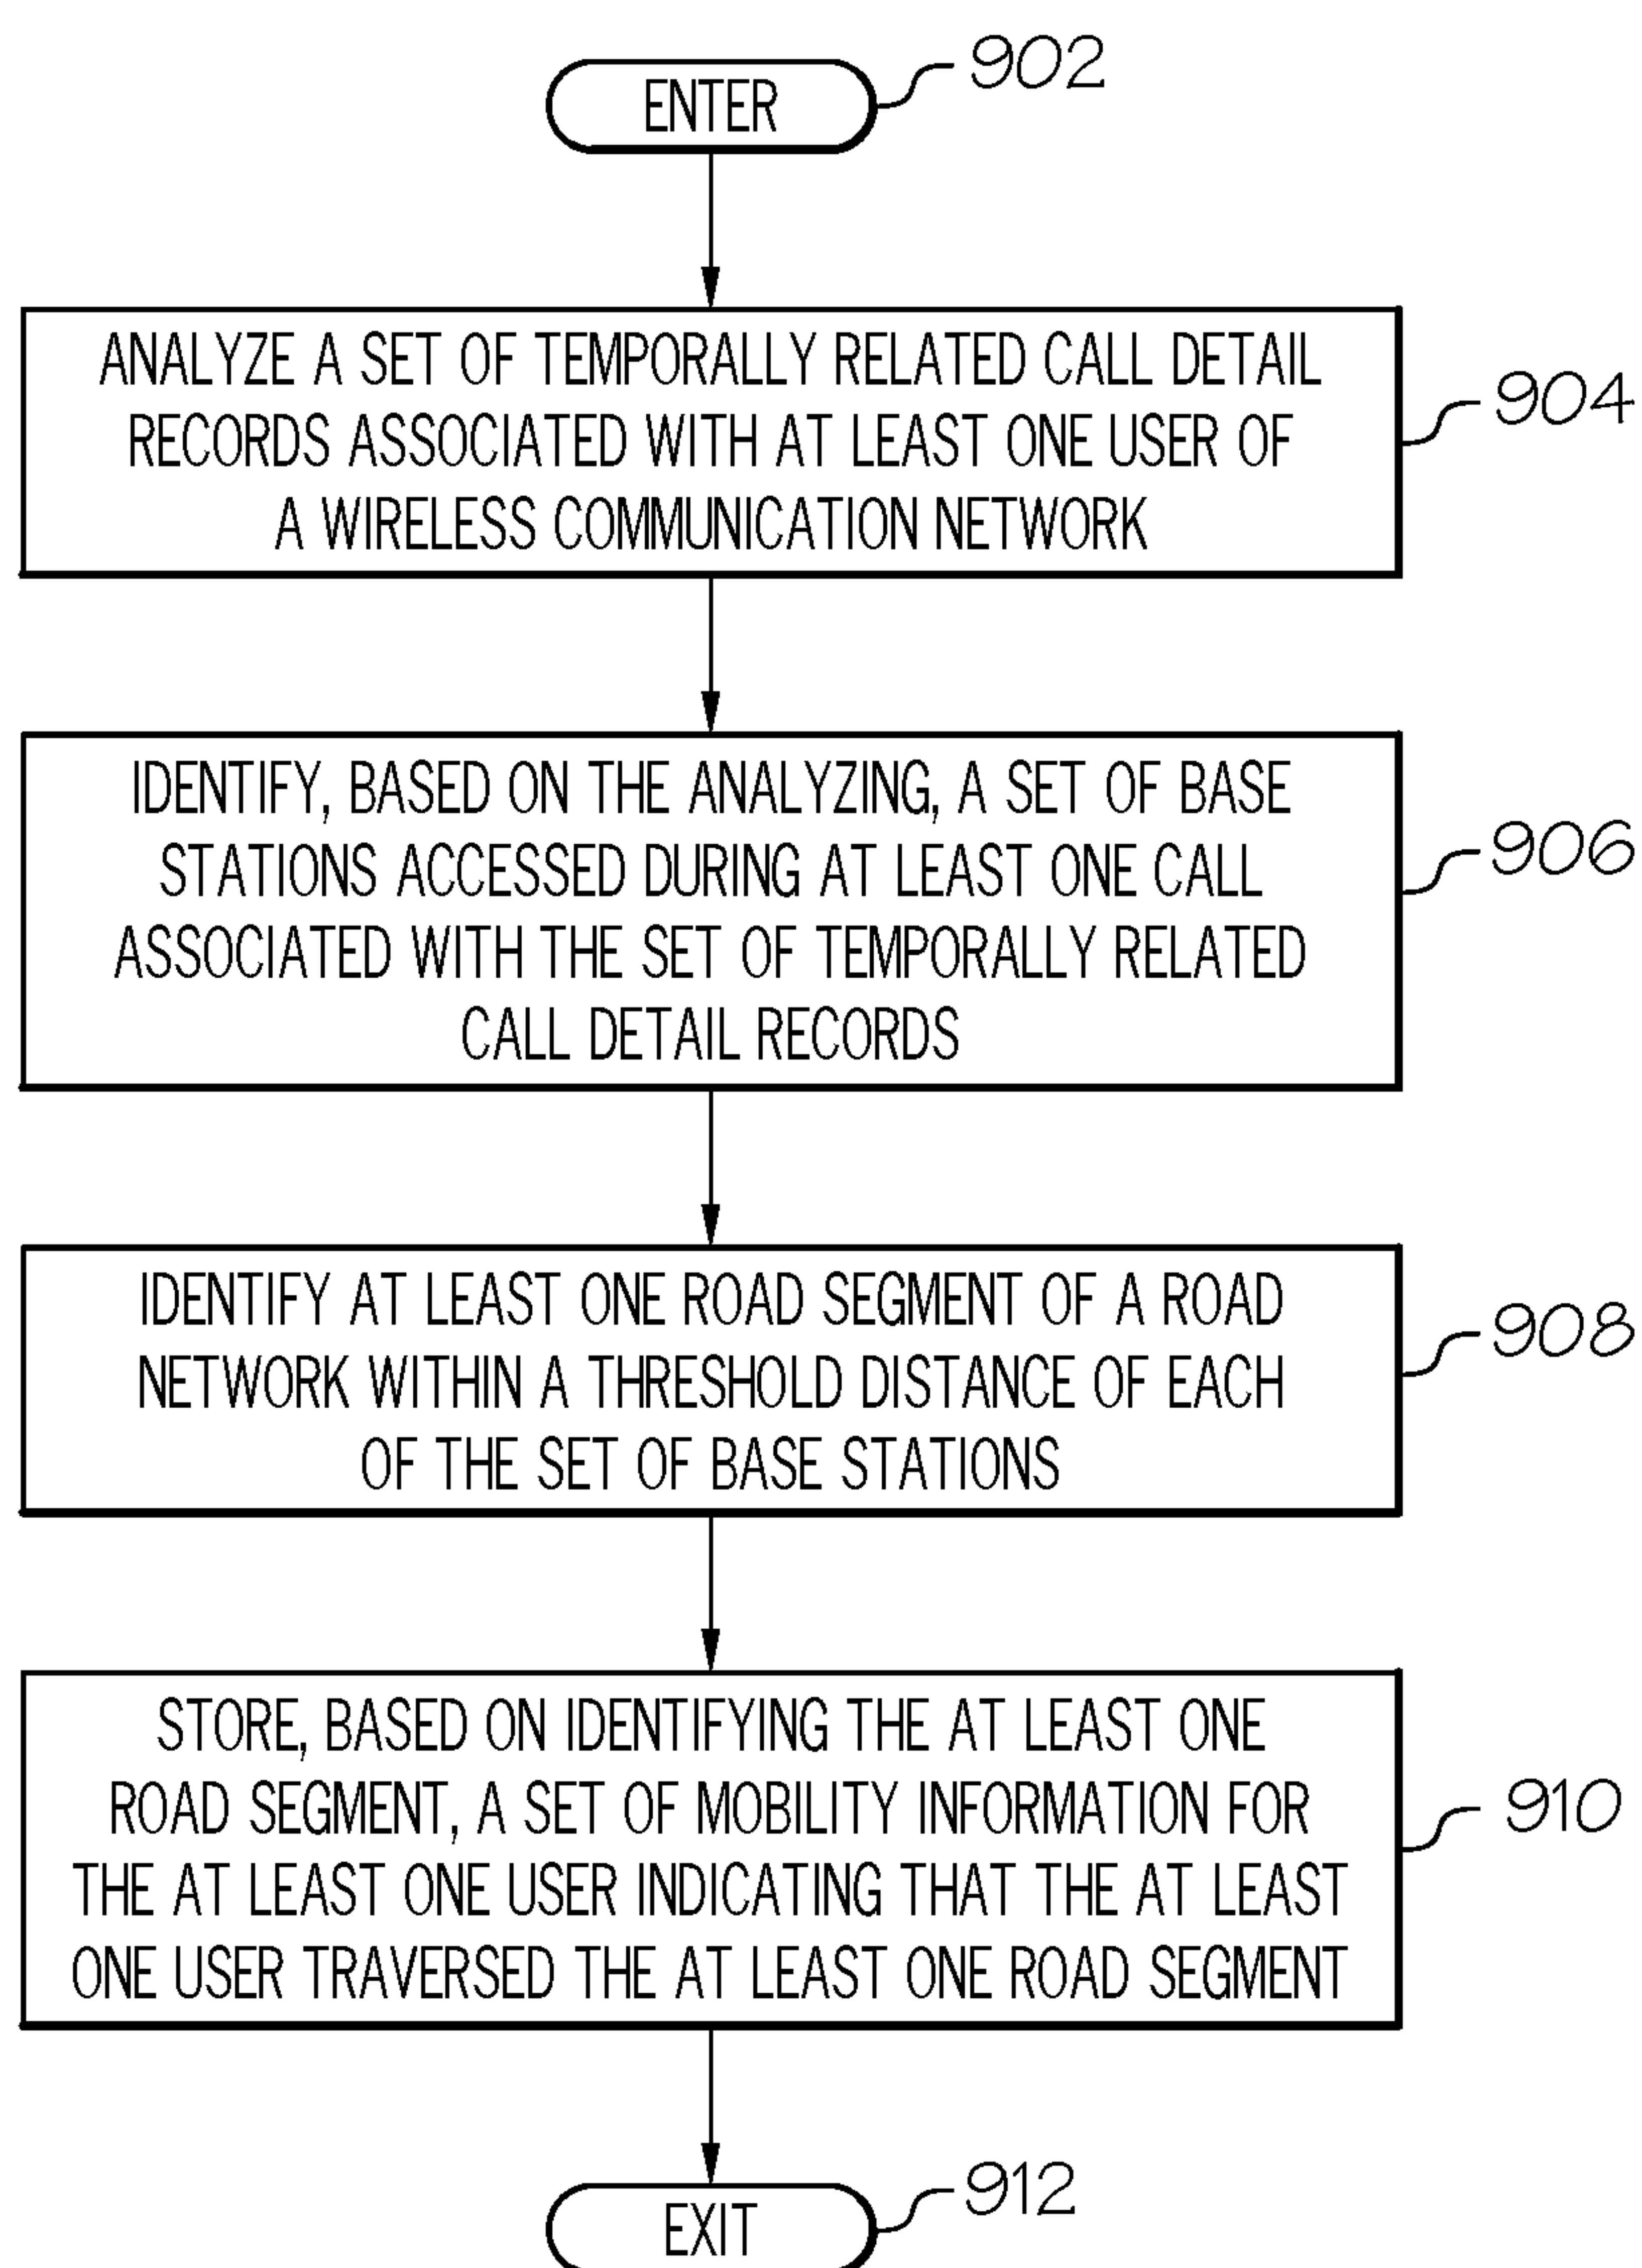 ENTER
902
ANALYZE A SET OF TEMPORALLY RELATED CALL DETAIL
RECORDS ASSOCIATED WITH AT LEAST ONE USER OF
A WIRELESS COMMUNICATION NETWORK
904
IDENTIFY, BASED ON THE ANALYZING, A SET OF BASE
STATIONS ACCESSED DURING AT LEAST ONE CALL
ASSOCIATED WITH THE SET OF TEMPORALLY RELATED
CALL DETAIL RECORDS
906
IDENTIFY AT LEAST ONE ROAD SEGMENT OF A ROAD
NETWORK WITHIN A THRESHOLD DISTANCE OF EACH
OF THE SET OF BASE STATIONS
908
STORE, BASED ON IDENTIFYING THE AT LEAST ONE
ROAD SEGMENT, A SET OF MOBILITY INFORMATION FOR
THE AT LEAST ONE USER INDICATING THAT THE AT LEAST
ONE USER TRAVERSED THE AT LEAST ONE ROAD SEGMENT
910
EXIT
912